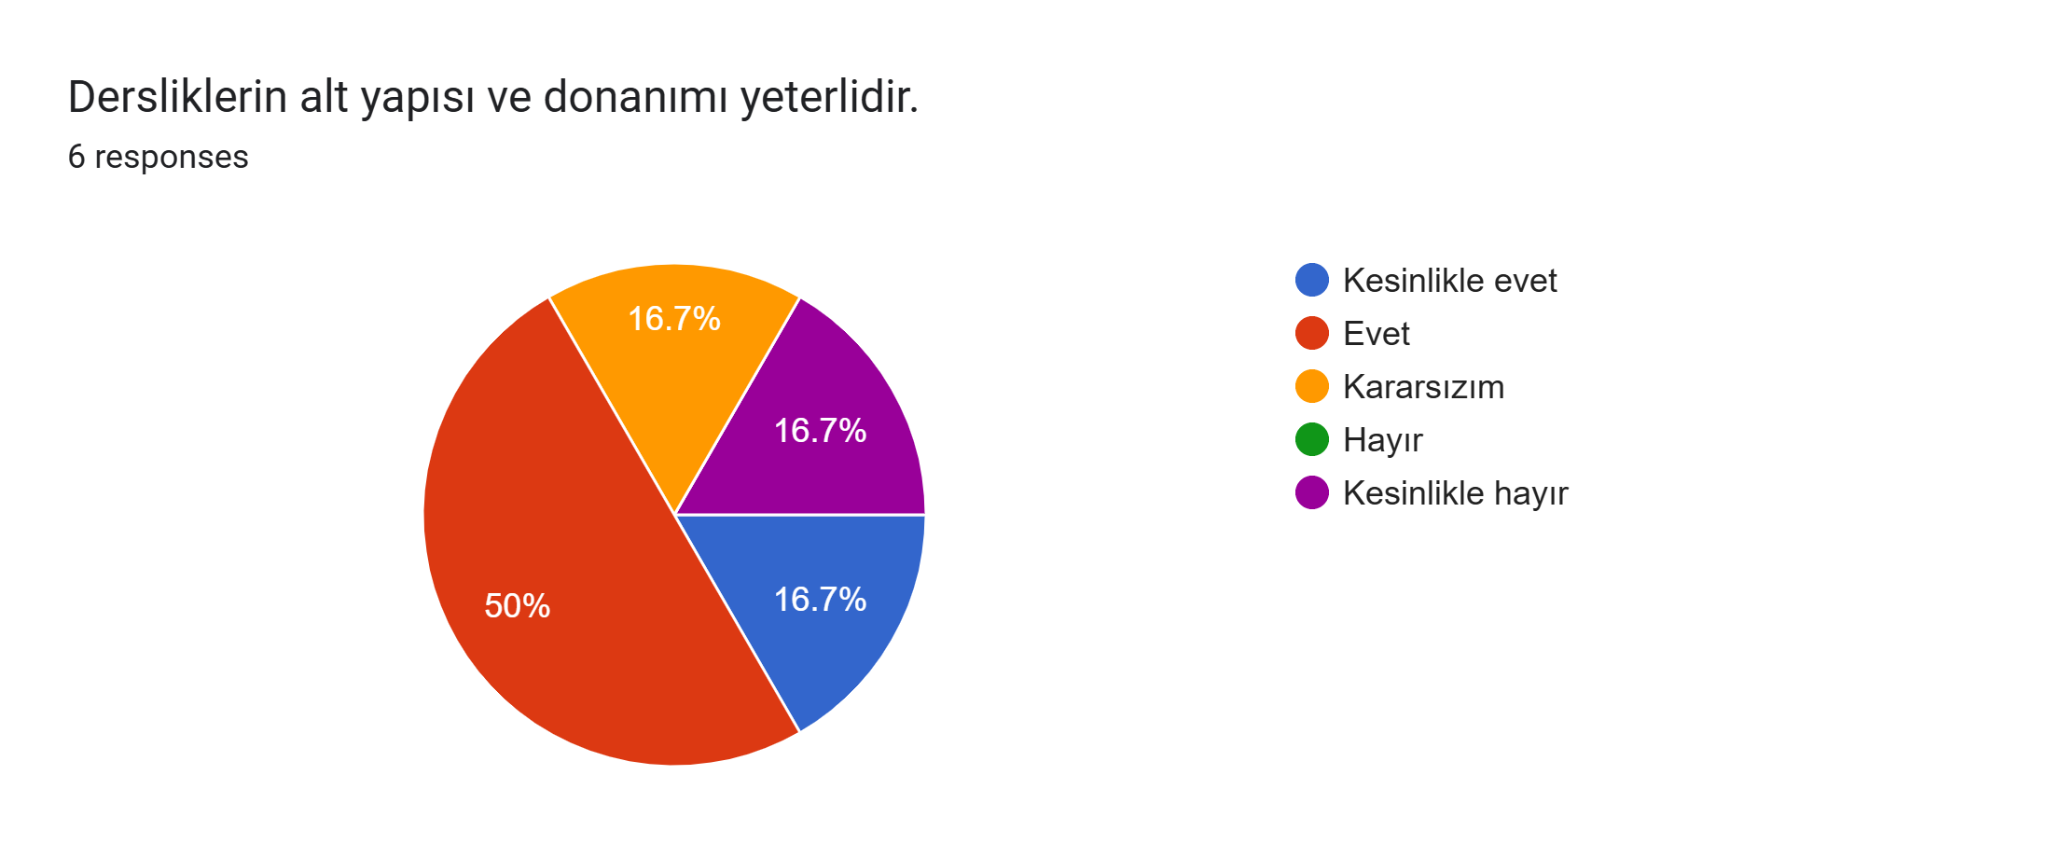 Dersliklerin alt yapısı ve donanımı yeterlidir.
6 responses
16.7%
16.7%
50%
16.7%
Kesinlikle evet
Evet
Kararsızım
Hayır
Kesinlikle hayır